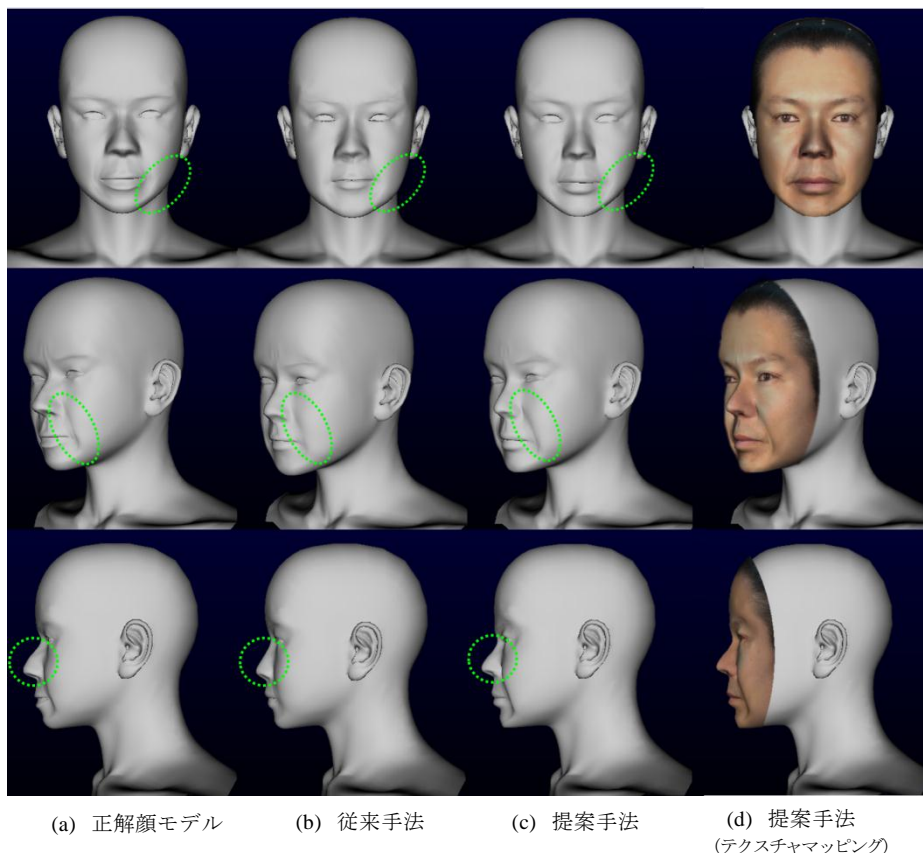 (a) 正解顔モデル
(b) 従来手法
(c) 提案手法
(d) 提案手法
(テクスチャマッピング)